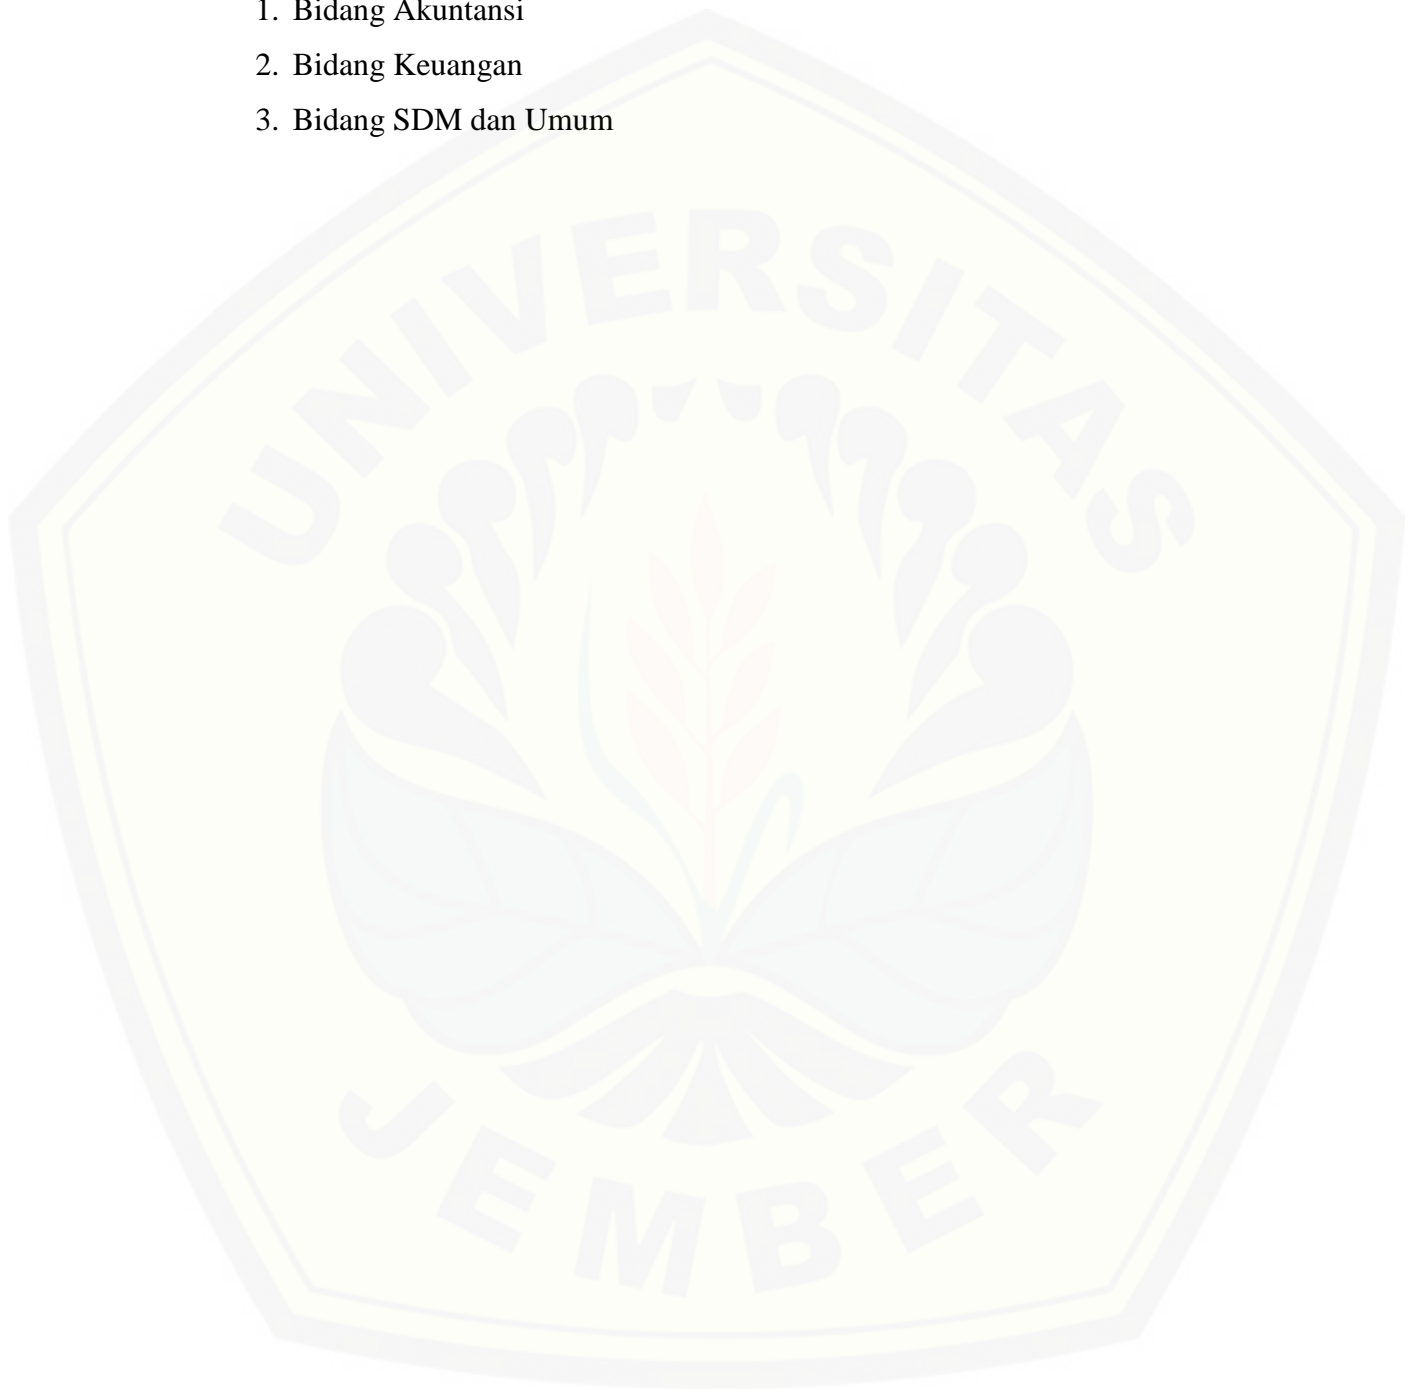 1. Bidang Akuntansi
2. Bidang Keuangan
3. Bidang SDM dan Umum
UNIVERSITAS
JEMBER